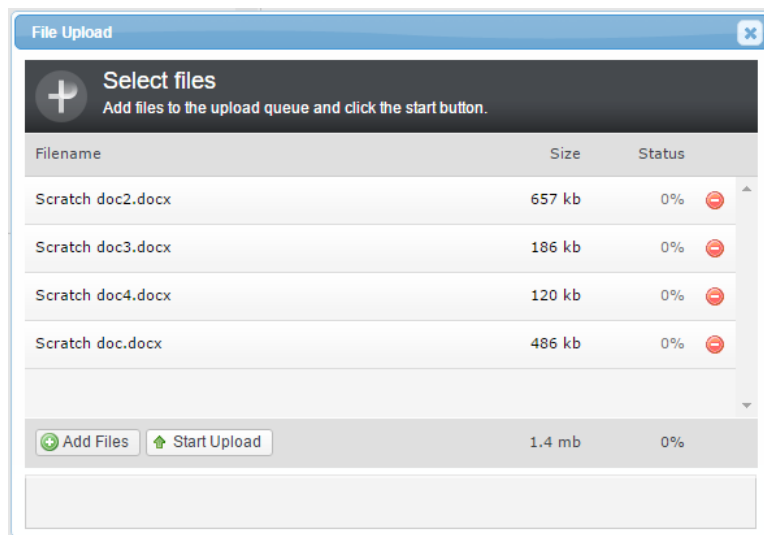 File Upload
Select files
Add files to the upload queue and click the start button.
Filename Size Status
Scratch doc2.docx 657 kb 0%
Scratch doc3.docx 186 kb 0%
Scratch doc4.docx 120 kb 0%
Scratch doc.docx 486 kb 0%
Add Files Start Upload 1.4 mb 0%